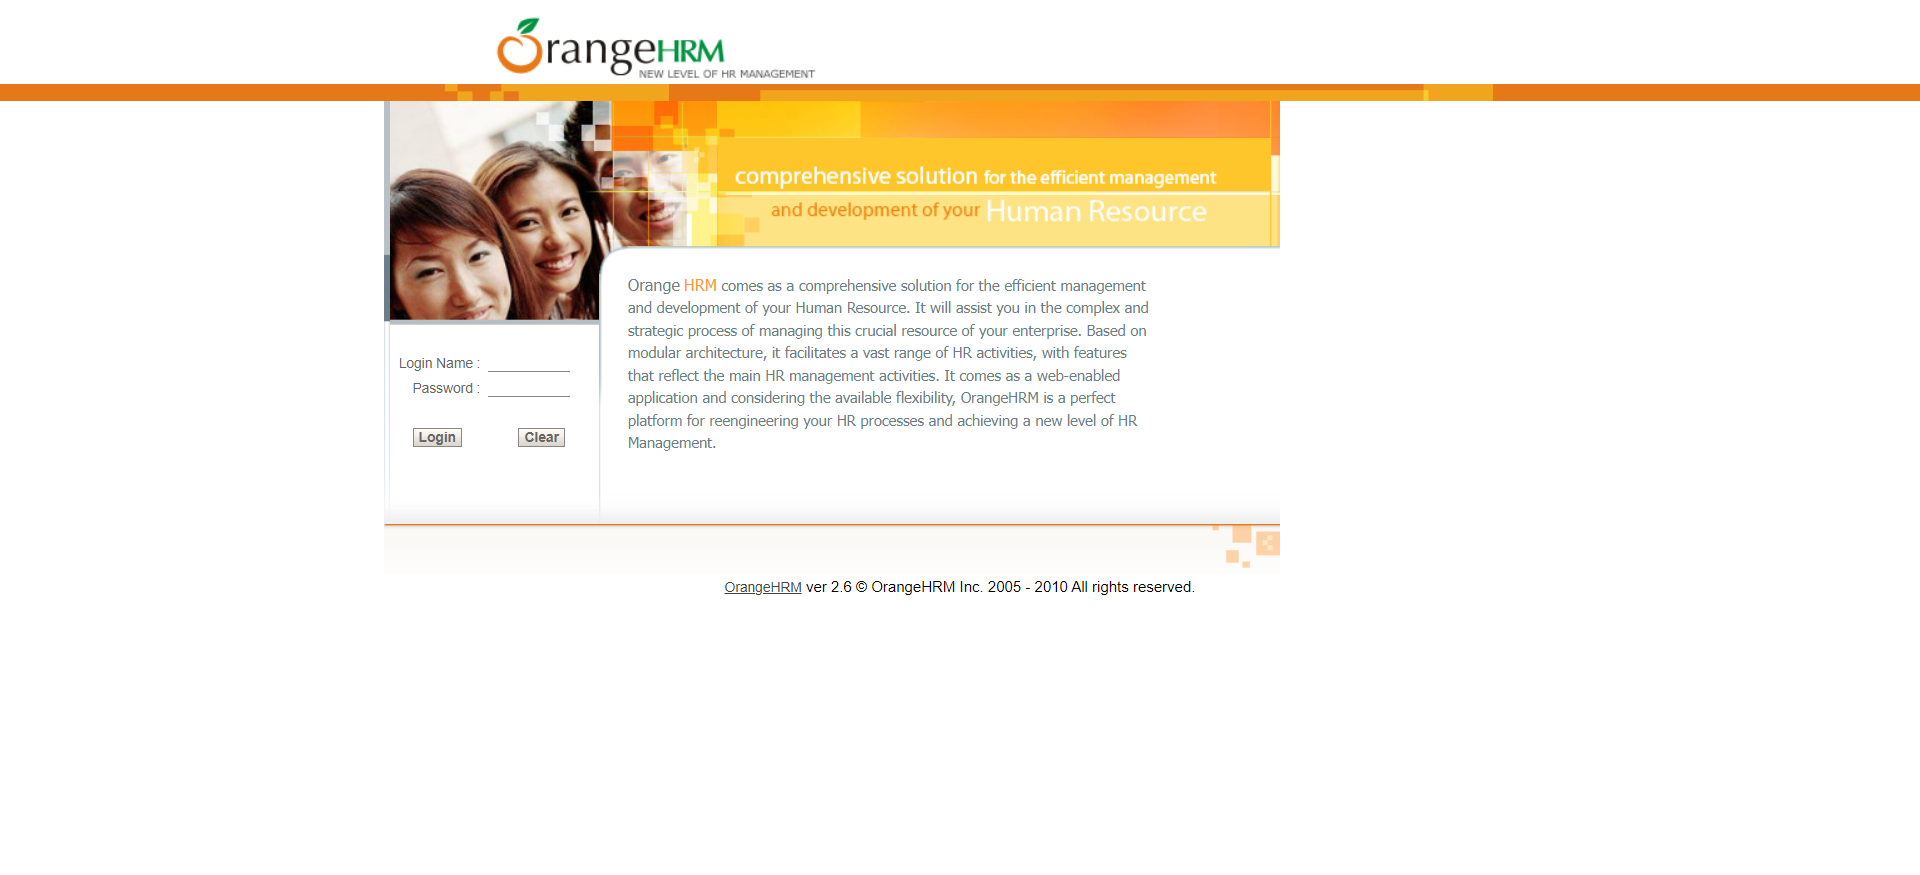 OrangeHRM
NEW LEVEL OF HR MANAGEMENT
comprehensive solution for the efficient management
and development of your Human Resource
Orange HRM comes as a comprehensive solution for the efficient management
and development of your Human Resource. It will assist you in the complex and
strategic process of managing this crucial resource of your enterprise. Based on
modular architecture, it facilitates a vast range of HR activities, with features
that reflect the main HR management activities. It comes as a web-enabled
application and considering the available flexibility, OrangeHRM is a perfect
platform for reengineering your HR processes and achieving a new level of HR
Management.
Login Name :
Password :
Login Clear
OrangeHRM ver 2.6 © OrangeHRM Inc. 2005 - 2010 All rights reserved.